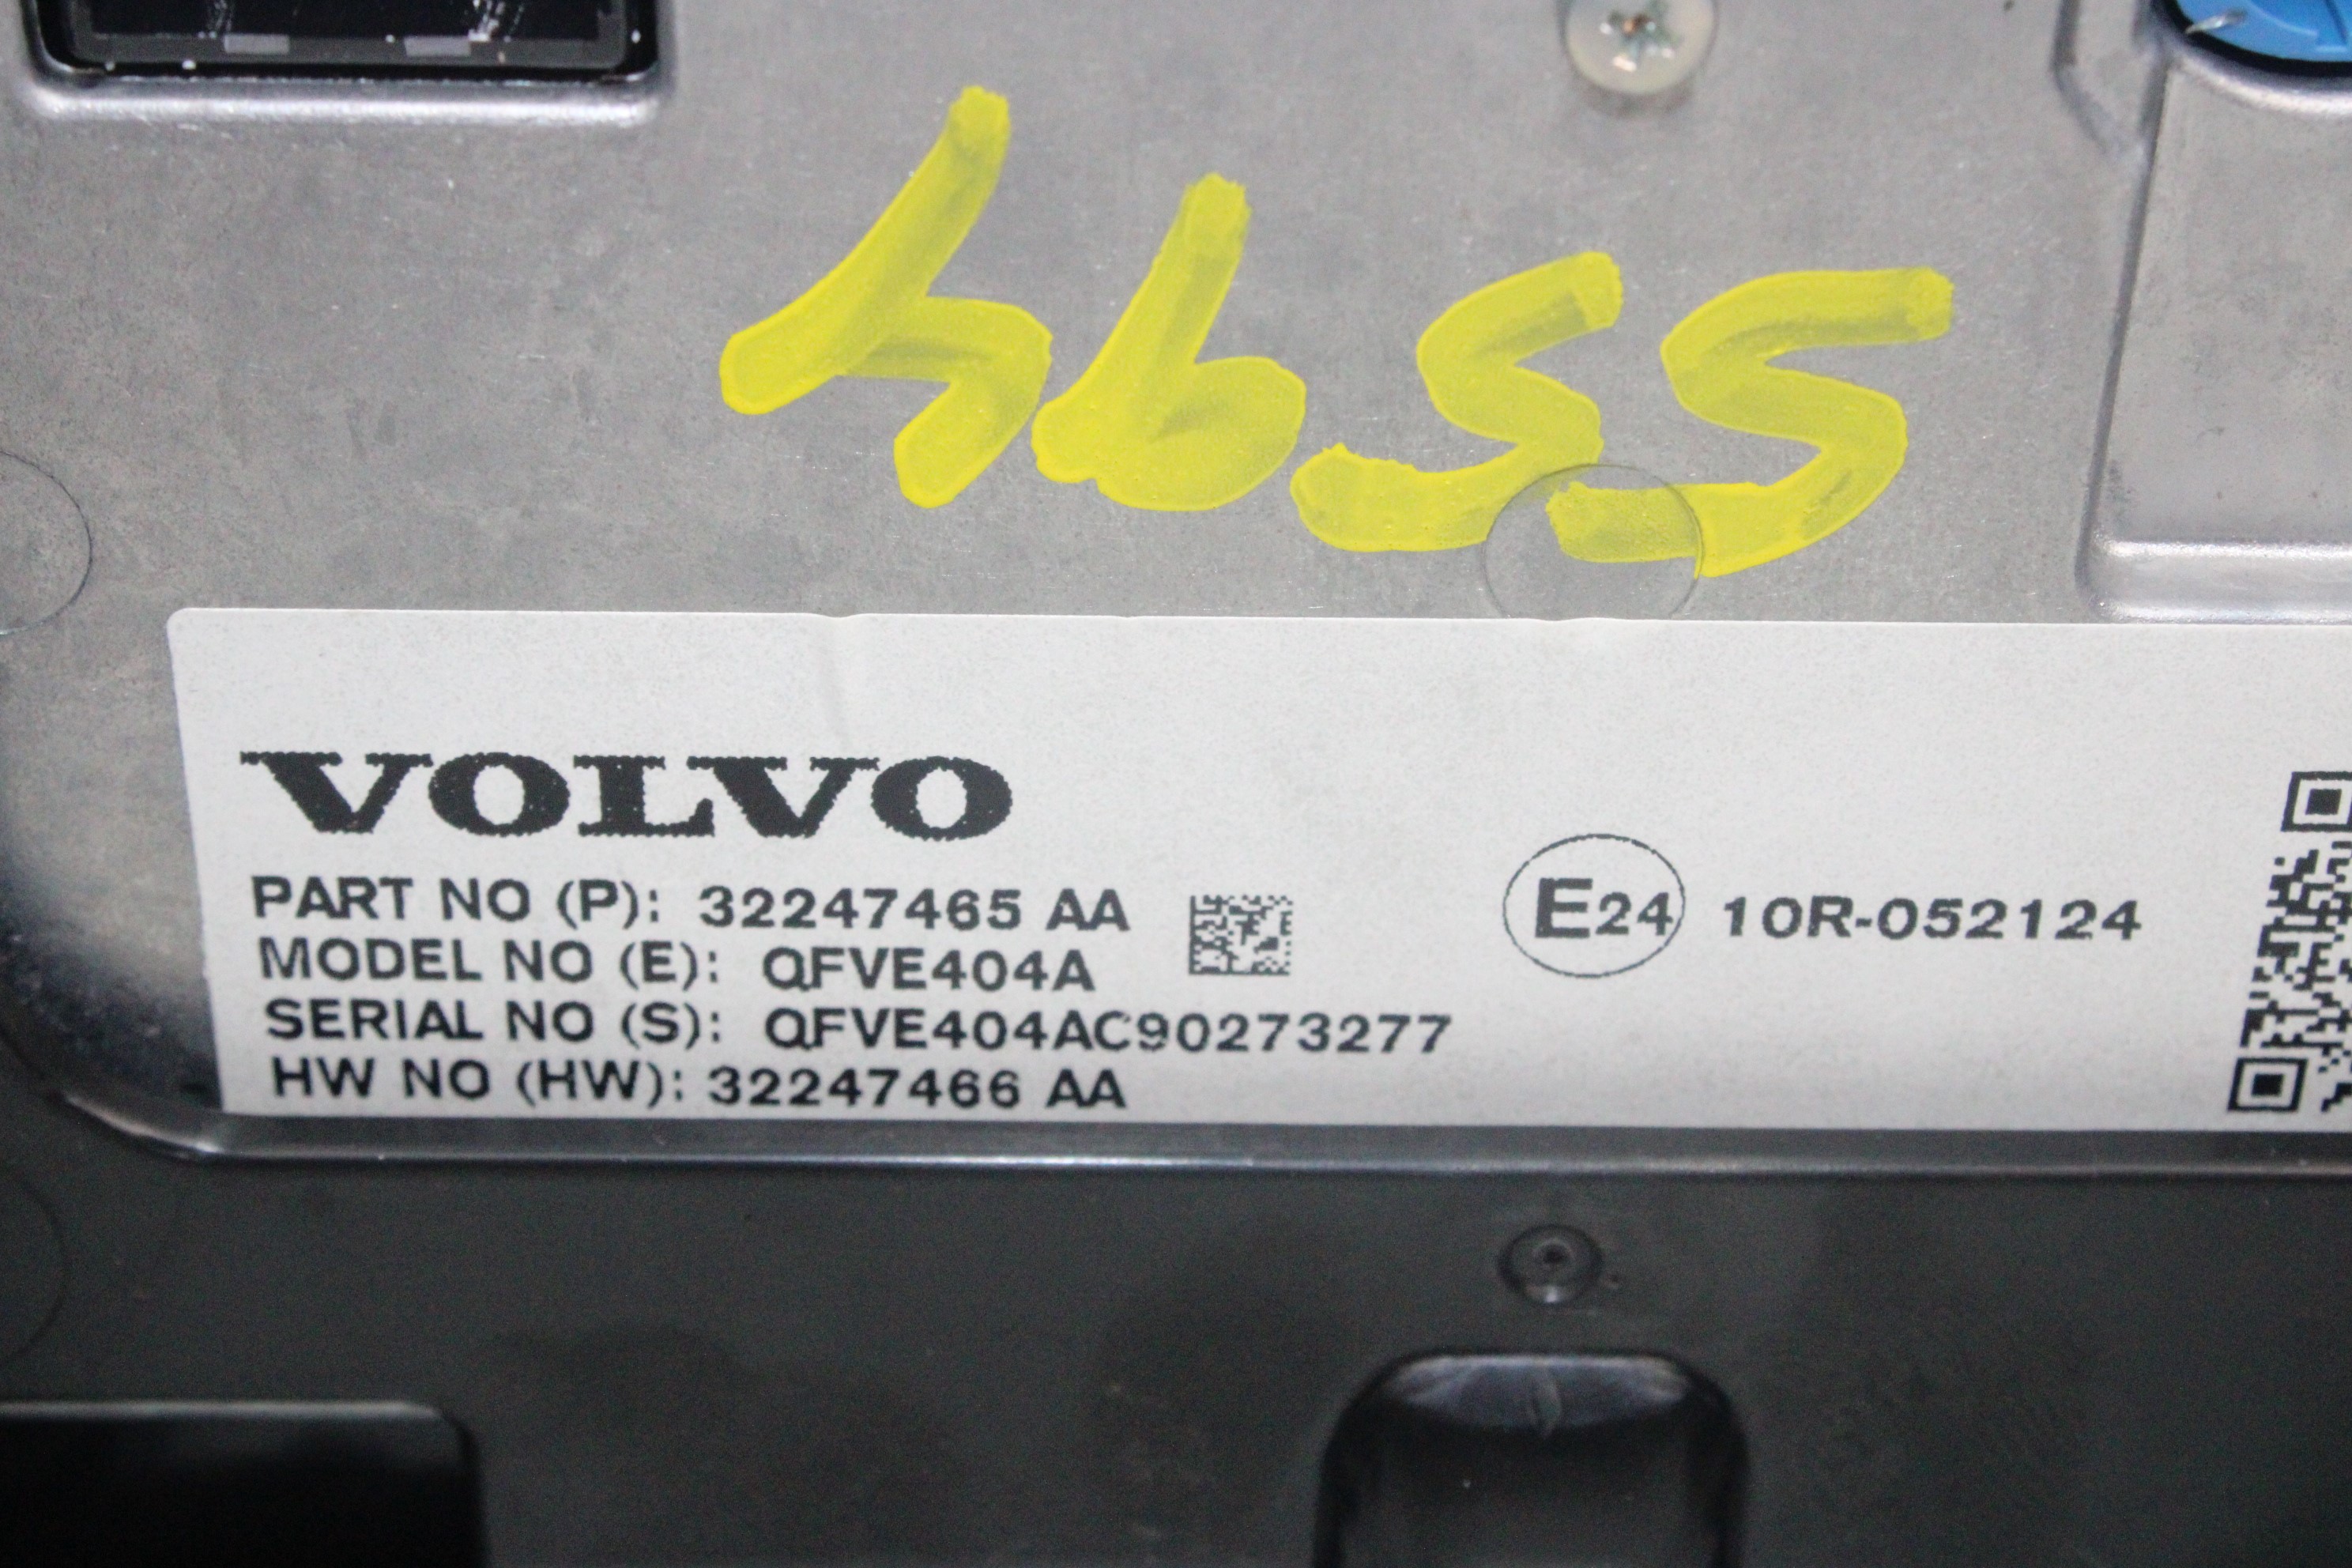 5594
VOLVO
PART NO (P): 32247465 AA
MODEL NO (E): QFVE404A
SERIAL NO (S): QFVE404AC90273277
HW NO (HW): 32247466 AA
E24 10R-052124